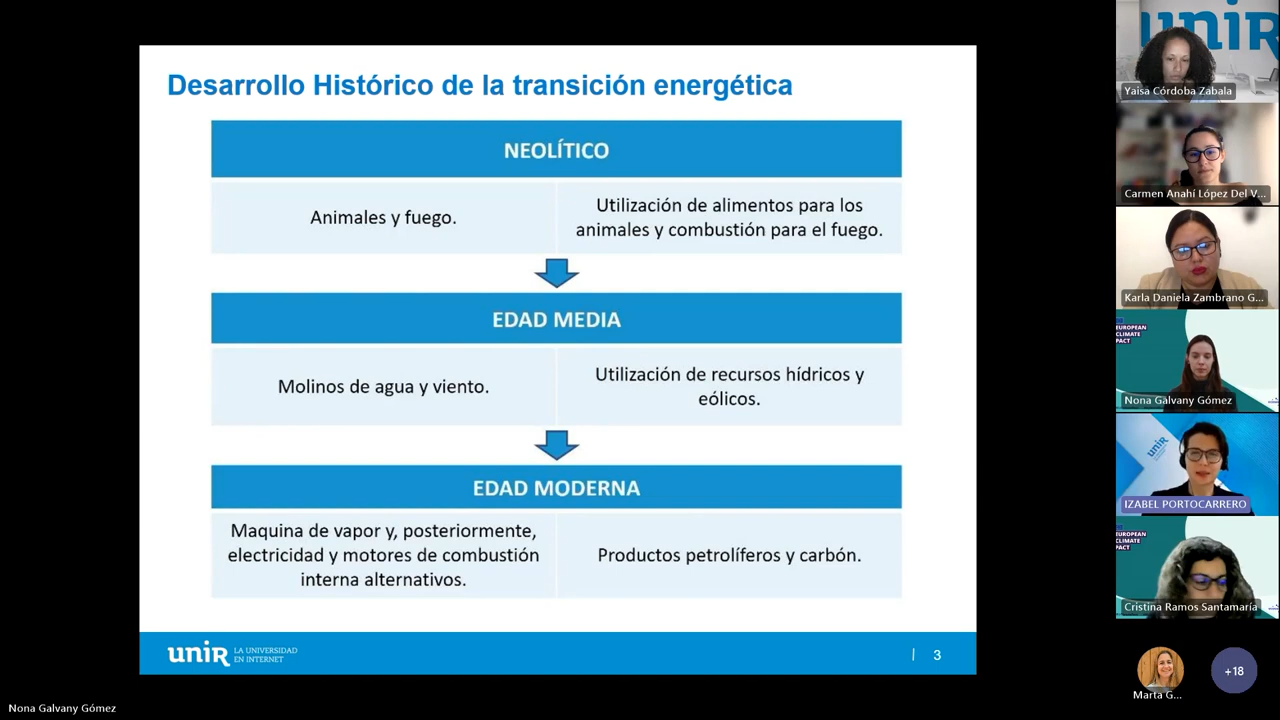 Desarrollo Histórico de la transición energética
NEOLÍTICO
Animales y fuego.
Utilización de alimentos para los
animales y combustión para el fuego.
EDAD MEDIA
Molinos de agua y viento.
Utilización de recursos hídricos y
eólicos.
EDAD MODERNA
Maquina de vapor y, posteriormente,
electricidad y motores de combustión
interna alternativos.
Productos petrolíferos y carbón.
unir
LA UNIVERSIDAD
EN INTERNET
| 3
Nona Galvany Gómez
unir
Yaisa Córdoba Zabala
Carmen Anahí López Del V...
Karla Daniela Zambrano G...
EUROPEAN
CLIMATE
PACT
Nona Galvany Gómez
unir
IZABEL PORTOCARRERO
EUROPEAN
CLIMATE
PACT
Cristina Ramos Santamaría
Marta G...
+18